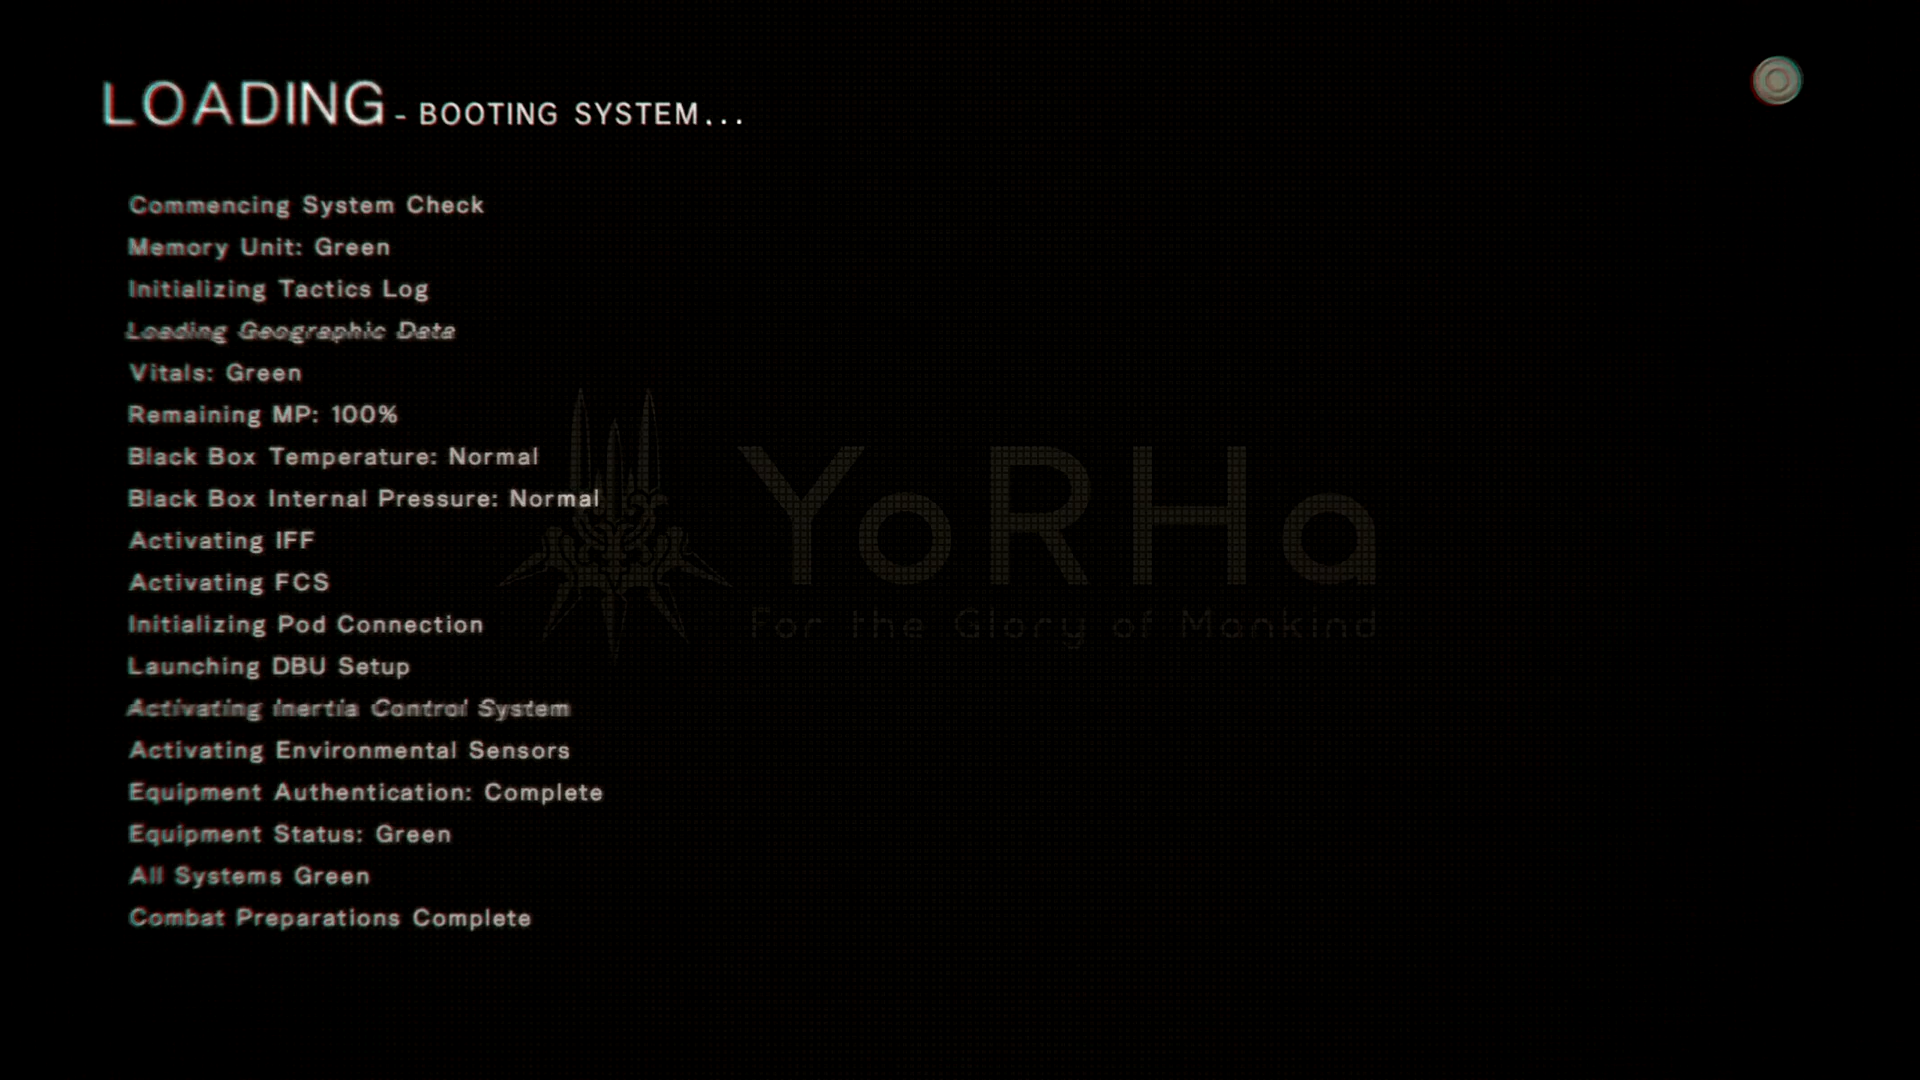 LOADING - BOOTING SYSTEM...
Commencing System Check
Memory Unit: Green
Initializing Tactics Log
Loading Geographic Data
Vitals: Green
Remaining MP: 100%
Black Box Temperature: Normal
Black Box Internal Pressure: Normal
Activating IFF
Activating FCS
Initializing Pod Connection
Launching DBU Setup
Activating Inertia Control System
Activating Environmental Sensors
Equipment Authentication: Complete
Equipment Status: Green
All Systems Green
Combat Preparations Complete
YoRHa
For the Glory of Mankind